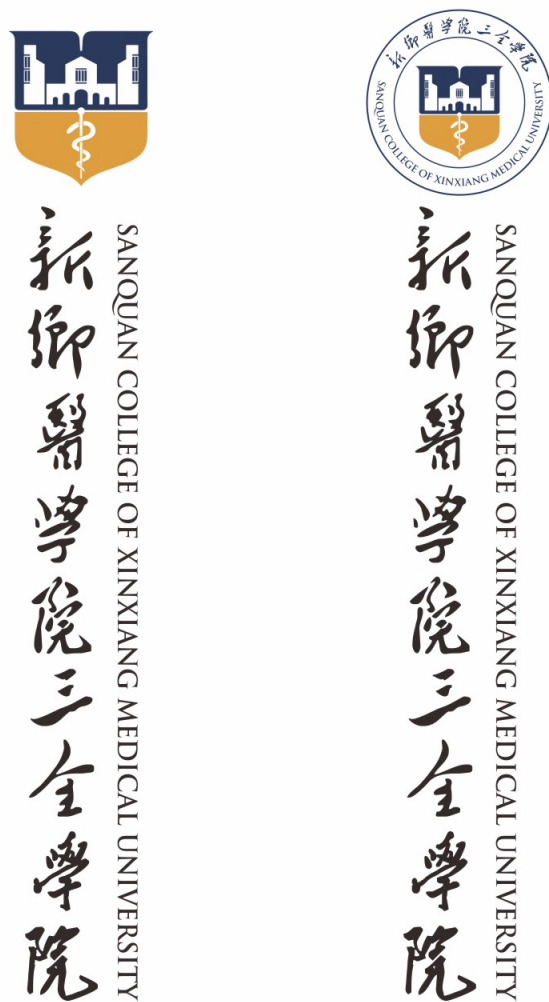 新鄉醫學院三全學院
SANQUAN COLLEGE OF XINXIANG MEDICAL UNIVERSITY
新鄉醫學院三全學院
SANQUAN COLLEGE OF XINXIANG MEDICAL UNIVERSITY
新鄉醫學院三全學院
SANQUAN COLLEGE OF XINXIANG MEDICAL UNIVERSITY